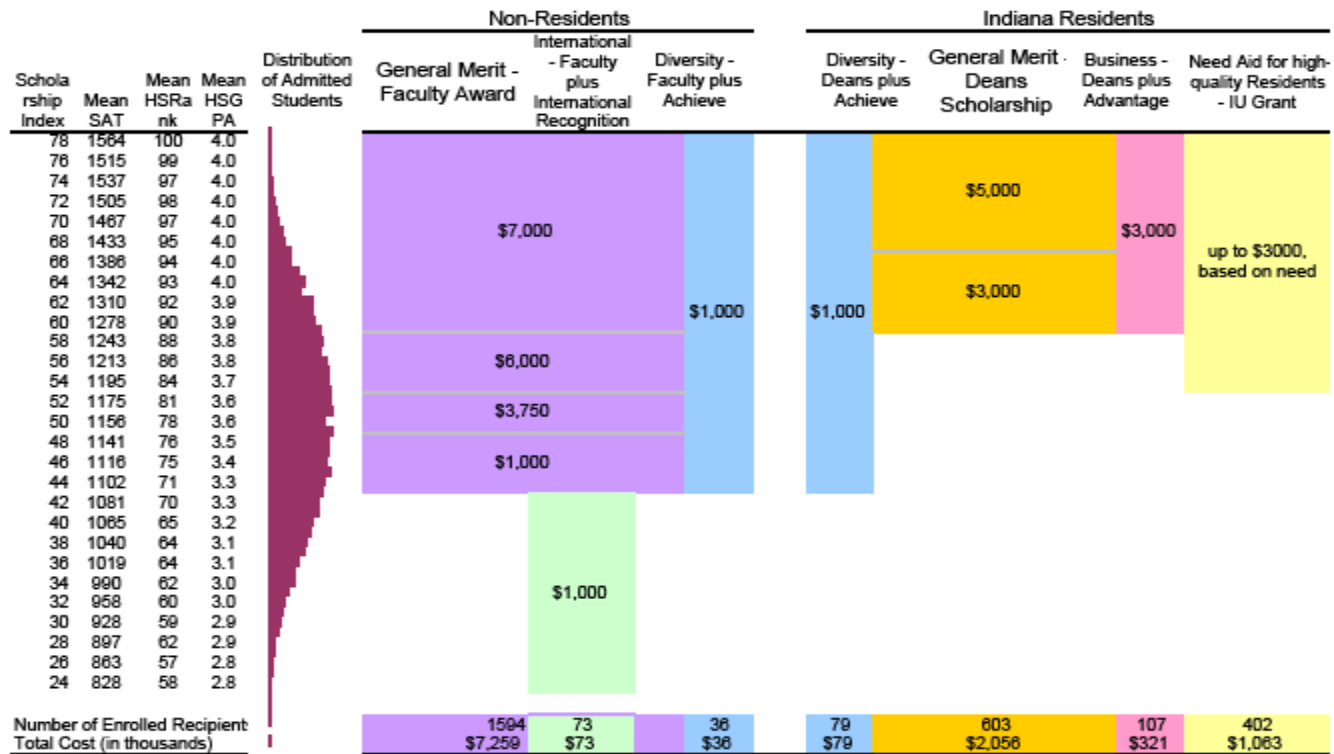 Non-Residents Indiana Residents
Schola
rship
Index
Mean
SAT
Mean
HSRa
nk
Mean
HSG
PA
Distribution
of Admitted
Students
General Merit -
Faculty Award
International
- Faculty
plus
International
Recognition
Diversity -
Faculty plus
Achieve
Diversity -
Deans plus
Achieve
General Merit -
Deans
Scholarship
Business -
Deans plus
Advantage
Need Aid for high-
quality Residents
- IU Grant
78 1564 100 4.0
76 1515 99 4.0
74 1537 97 4.0
72 1505 98 4.0
70 1467 97 4.0
68 1433 95 4.0
66 1386 94 4.0
64 1342 93 4.0
62 1310 92 3.9
60 1278 90 3.9
58 1243 88 3.8
56 1213 86 3.8
54 1195 84 3.7
52 1175 81 3.6
50 1156 78 3.6
48 1141 76 3.5
46 1116 75 3.4
44 1102 71 3.3
42 1081 70 3.3
40 1065 65 3.2
38 1040 64 3.1
36 1019 64 3.1
34 990 62 3.0
32 958 60 3.0
30 928 59 2.9
28 897 62 2.9
26 863 57 2.8
24 828 58 2.8
$7,000
$6,000
$3,750
$1,000
$1,000
$1,000
$1,000
$5,000
$3,000
$3,000
up to $3000,
based on need
Number of Enrolled Recipient 1594 73 36 79 603 107 402
Total Cost (in thousands) $7,259 $73 $36 $79 $2,056 $321 $1,063